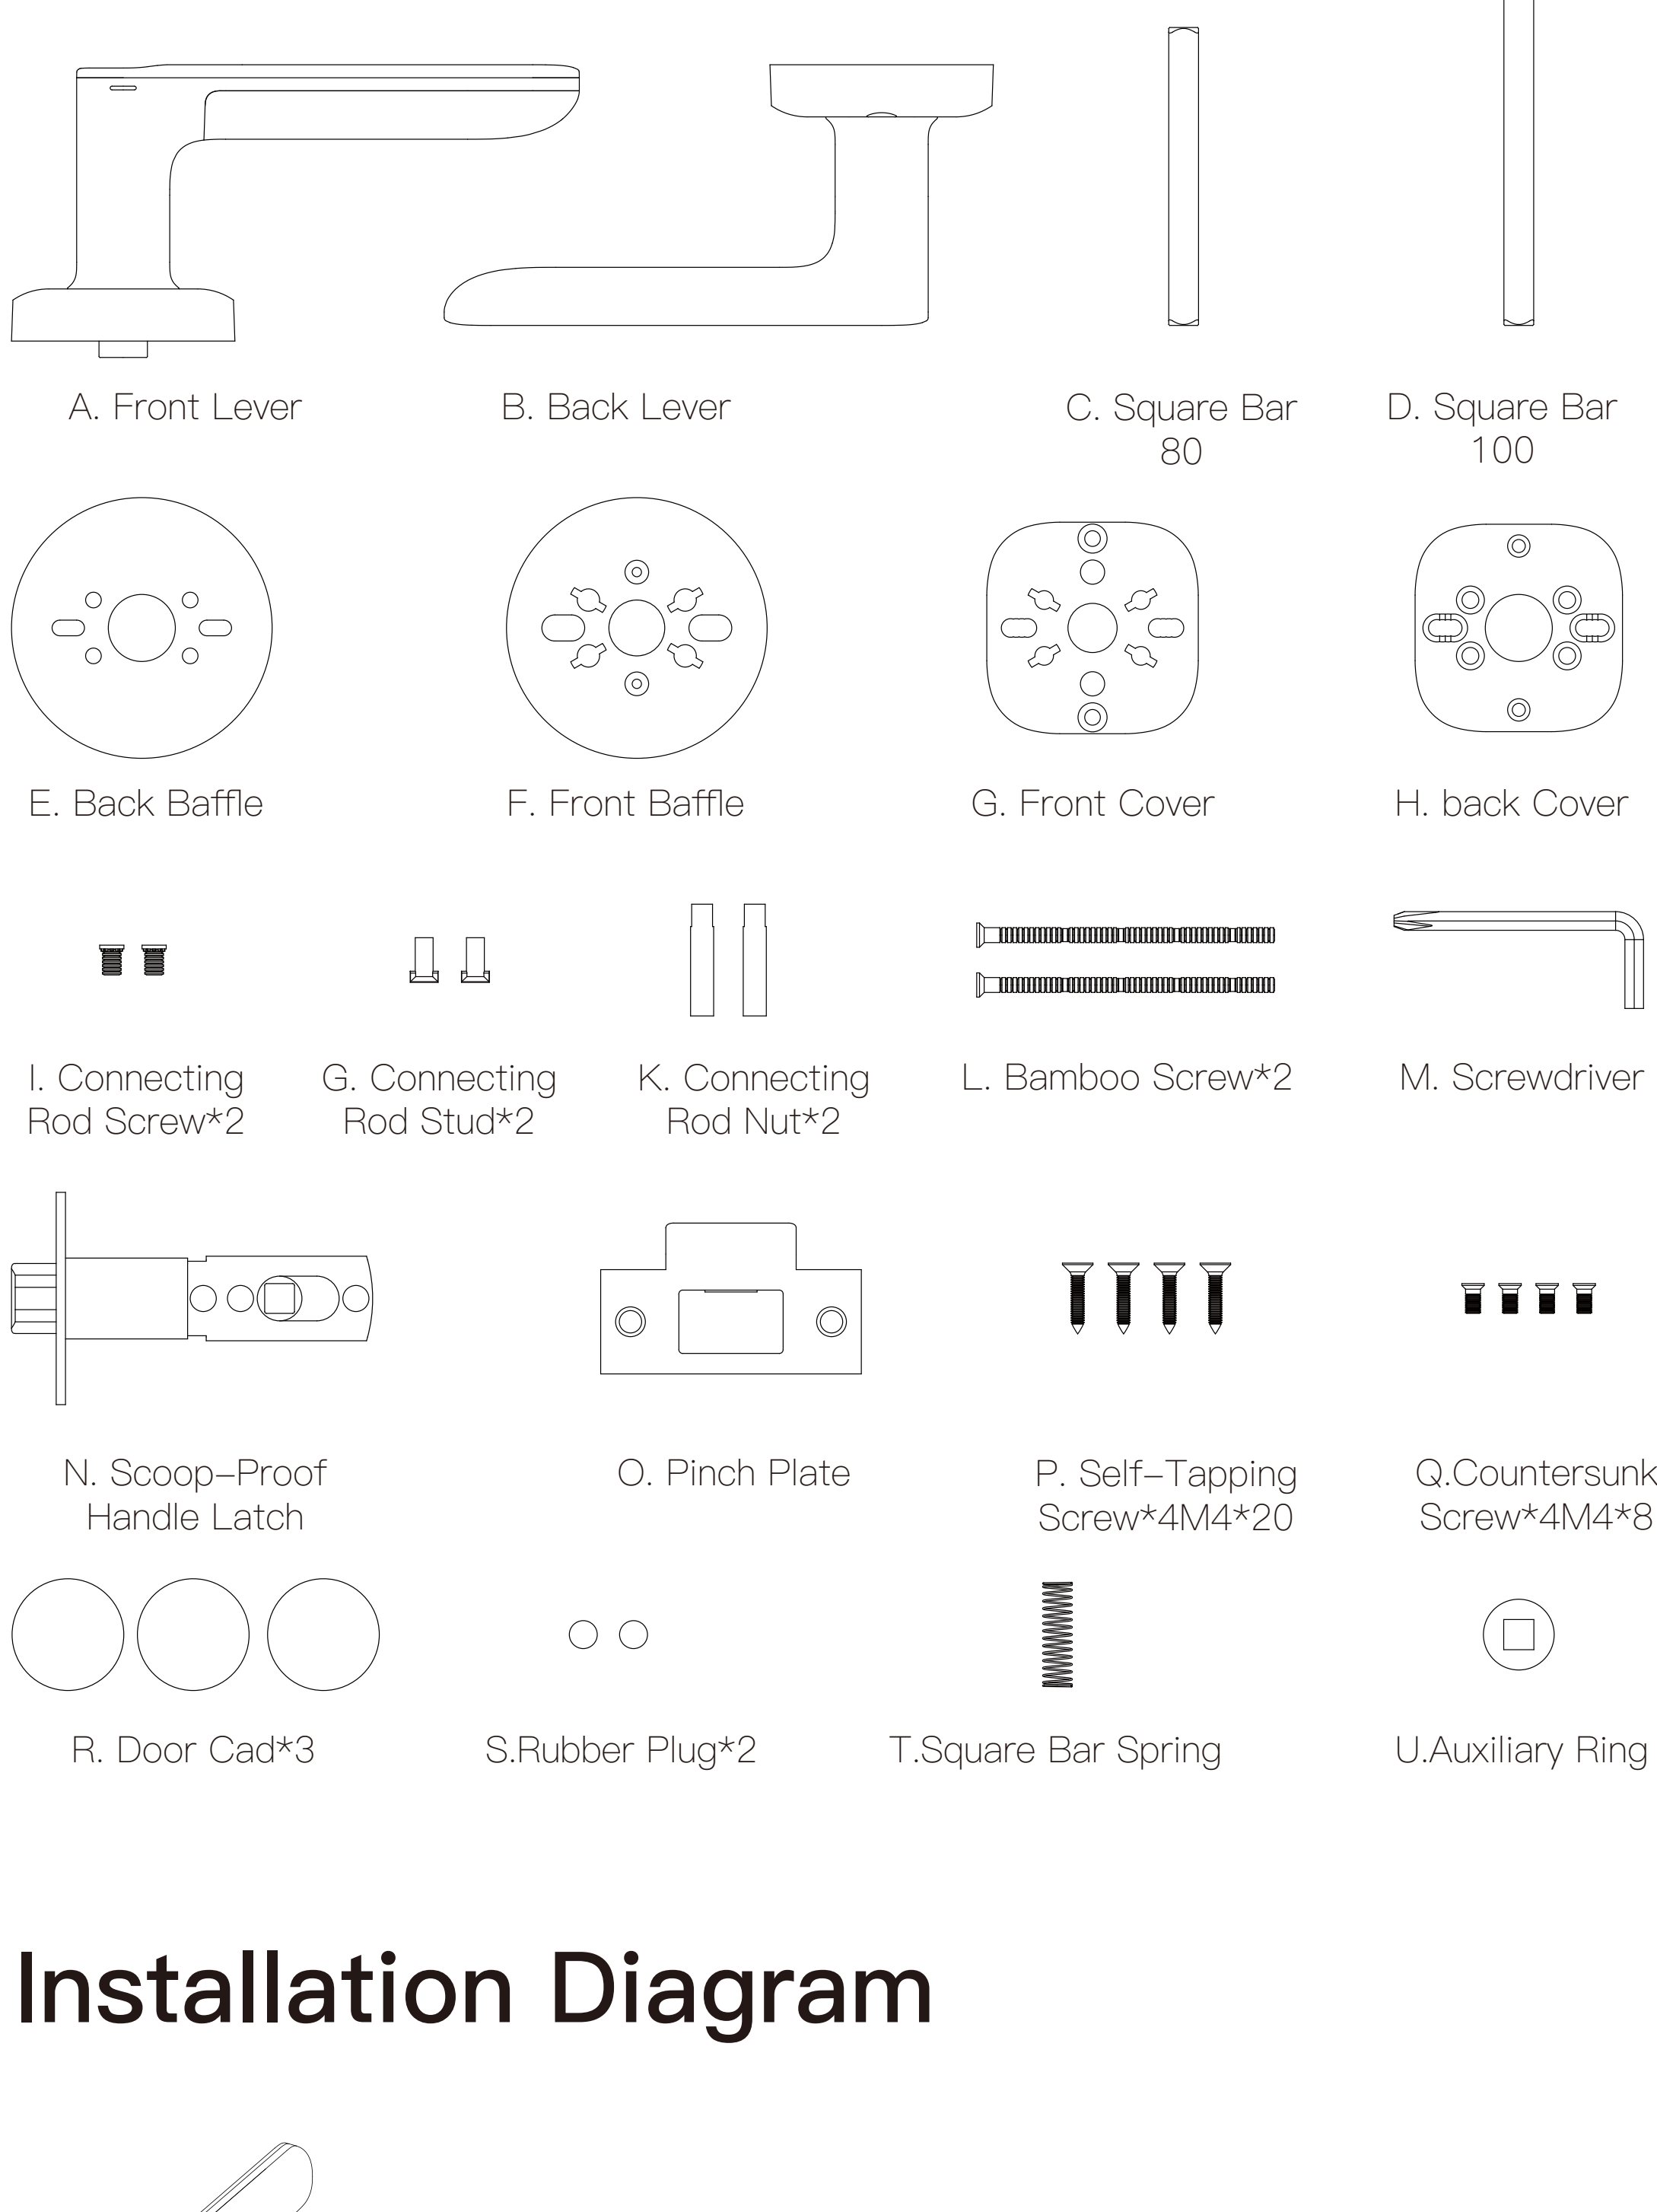 A. Front Lever
B. Back Lever
C. Square Bar
80
D. Square Bar
100
E. Back Baffle
F. Front Baffle
G. Front Cover
H. back Cover
I. Connecting
Rod Screw*2
G. Connecting
Rod Stud*2
K. Connecting
Rod Nut*2
L. Bamboo Screw*2
M. Screwdriver
N. Scoop-Proof
Handle Latch
O. Pinch Plate
P. Self-Tapping
Screw*4M4*20
Q.Countersunk
Screw*4M4*8
R. Door Cad*3
S.Rubber Plug*2
T.Square Bar Spring
U.Auxiliary Ring
Installation Diagram